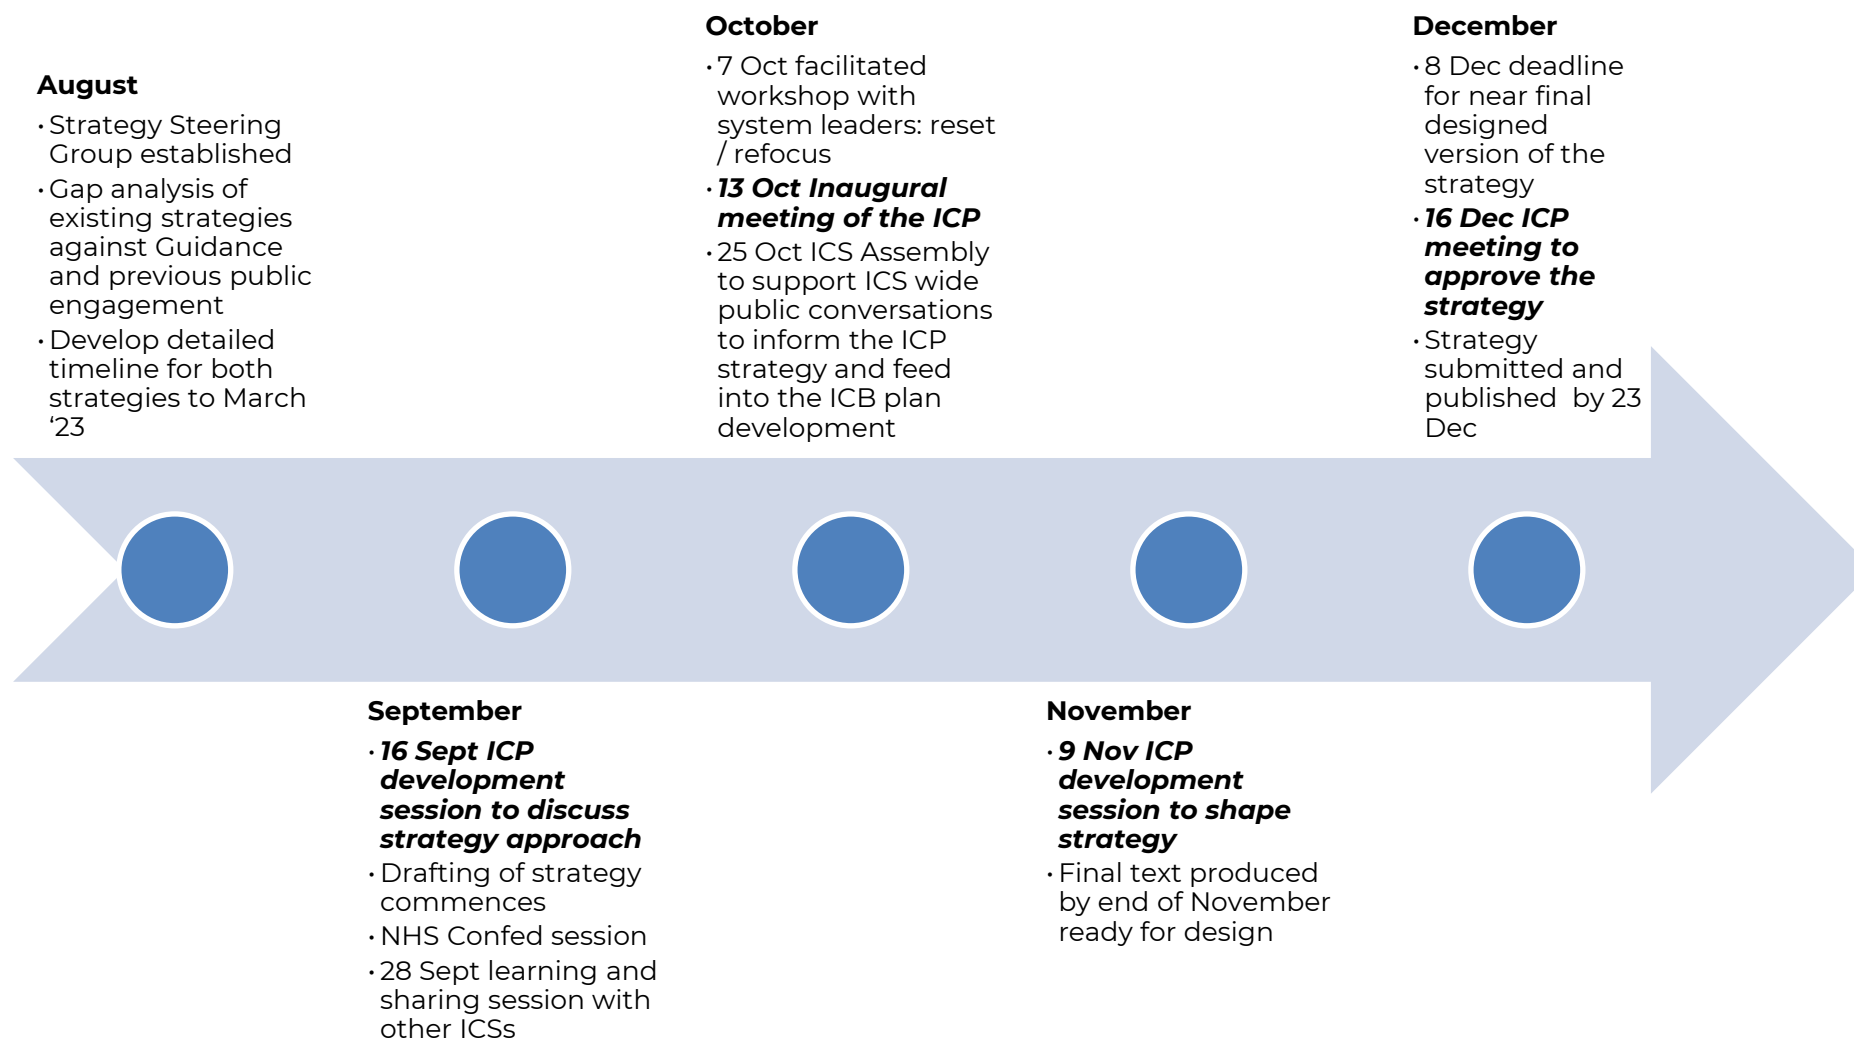 August
· Strategy Steering
Group established
· Gap analysis of
existing strategies
against Guidance
and previous public
engagement
· Develop detailed
timeline for both
strategies to March
‘23
September
· 16 Sept ICP
development
session to discuss
strategy approach
· Drafting of strategy
commences
· NHS Confed session
· 28 Sept learning and
sharing session with
other ICSs
October
· 7 Oct facilitated
workshop with
system leaders: reset
/ refocus
· 13 Oct Inaugural
meeting of the ICP
· 25 Oct ICS Assembly
to support ICS wide
public conversations
to inform the ICP
strategy and feed
into the ICB plan
development
November
· 9 Nov ICP
development
session to shape
strategy
· Final text produced
by end of November
ready for design
December
· 8 Dec deadline
for near final
designed
version of the
strategy
· 16 Dec ICP
meeting to
approve the
strategy
· Strategy
submitted and
published  by 23
Dec